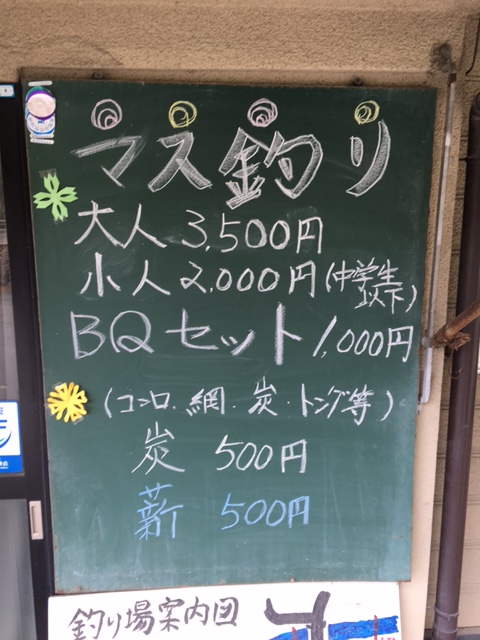 マス釣り
大人 3,500円
小人 2,000円(中学生以下)
BQセット 1,000円
(コンロ・網・炭・トング等)
炭 500円
薪 500円
釣り場案内図